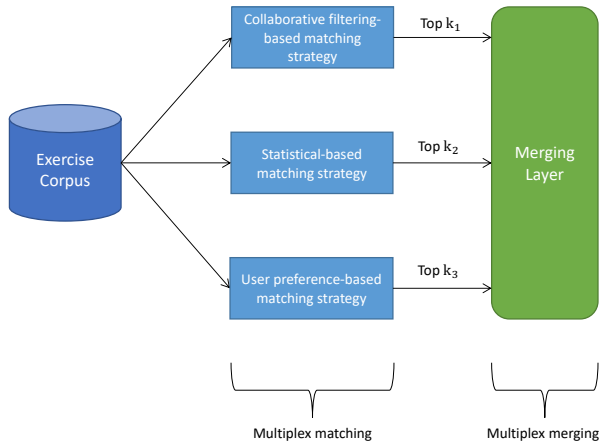 Collaborative filtering-
based matching
strategy
Top k₁
Exercise
Corpus
Statistical-based
matching strategy
Top k₂
Merging
Layer
User preference-based
matching strategy
Top k₃
Multiplex matching
Multiplex merging